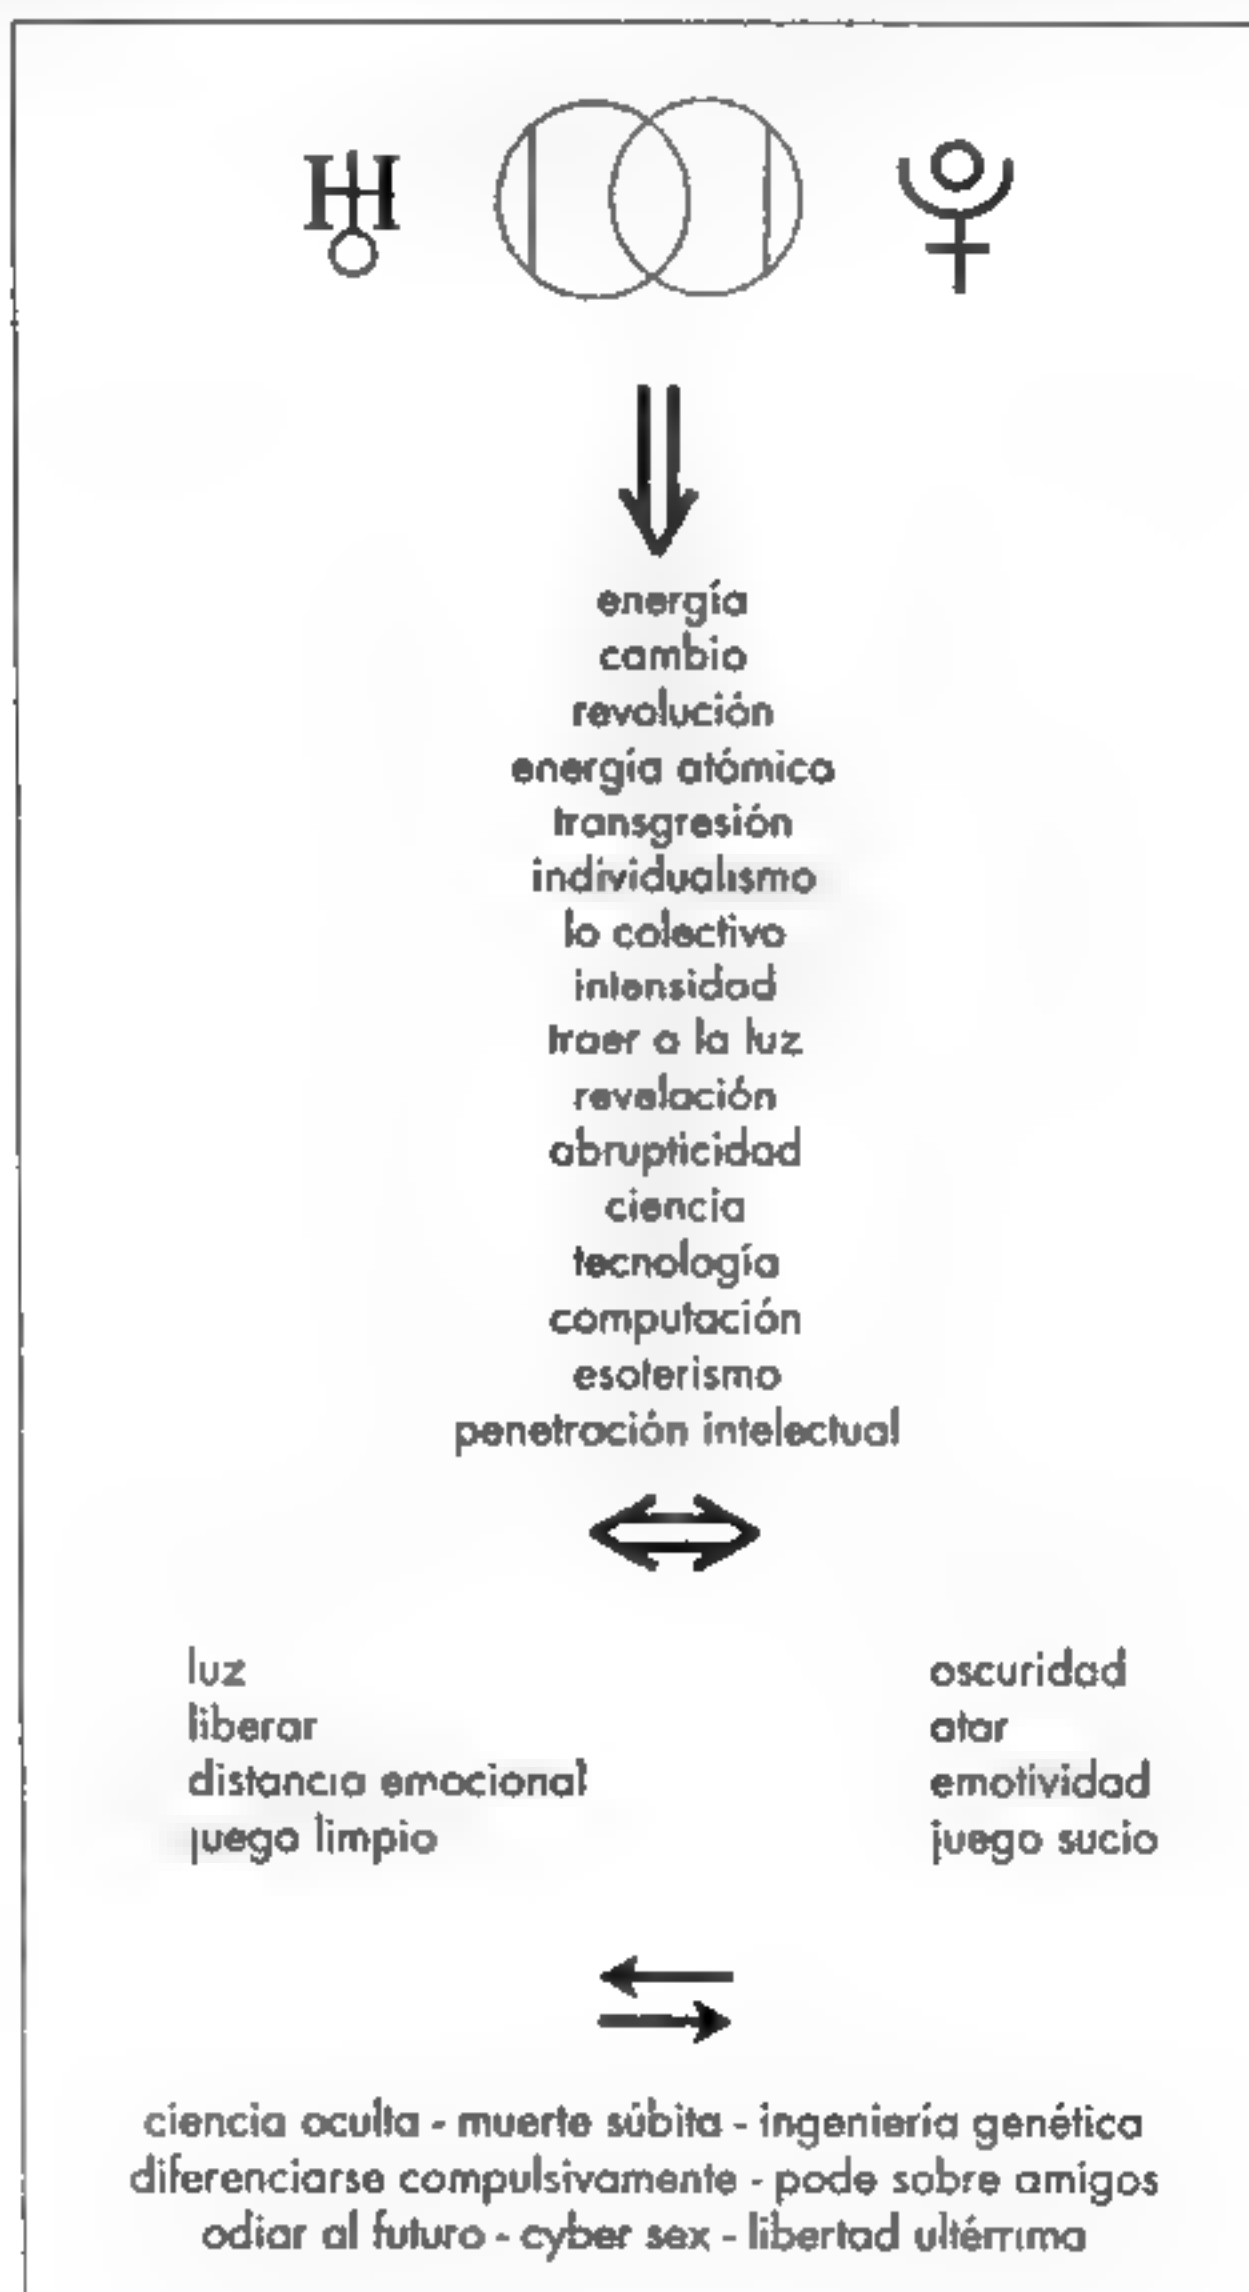 energía
cambio
revolución
energía atómica
transgresión
individualismo
lo colectivo
intensidad
traer a la luz
revelación
abrupticidad
ciencia
tecnología
computación
esoterismo
penetración intelectual
luz
oscuridad
liberar
atar
distancia emocional
emotividad
juego limpio
juego sucio
ciencia oculta - muerte súbita - ingeniería genética
diferenciarse compulsivamente - pode sobre amigos
odiar al futuro - cyber sex - libertad ultérrima